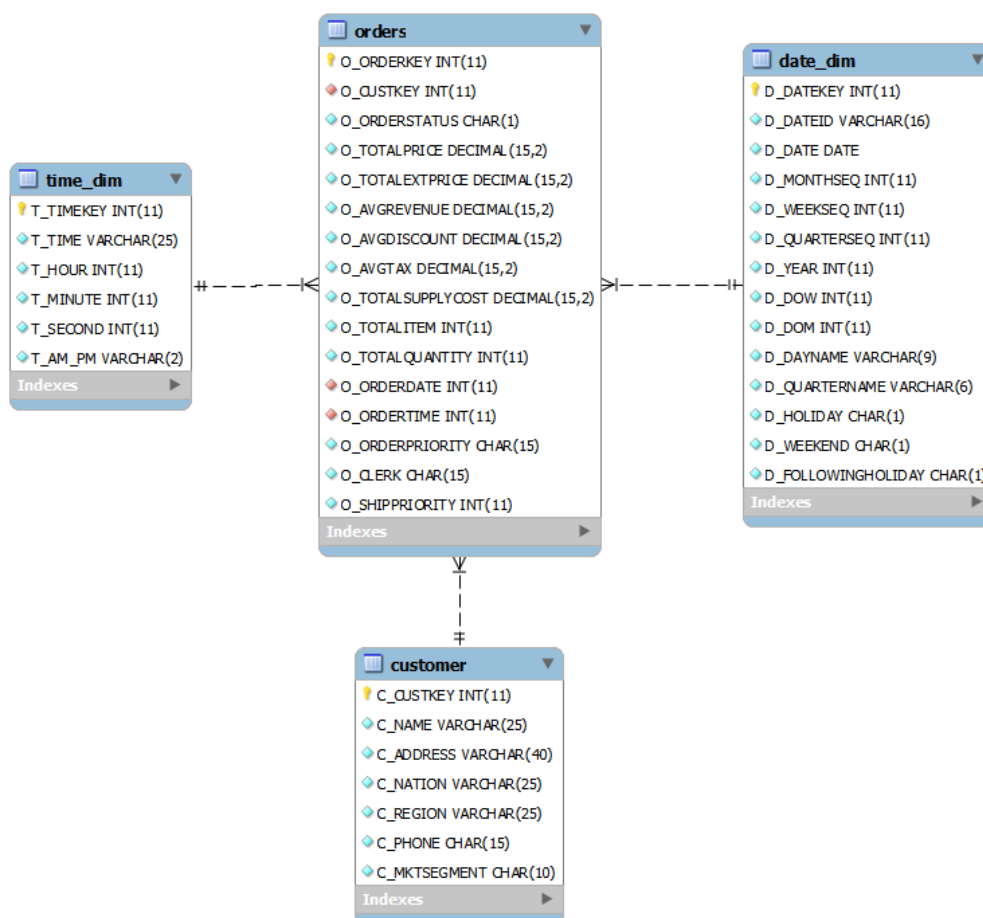 orders
O_ORDERKEY INT(11)
O_CUSTKEY INT(11)
O_ORDERSTATUS CHAR(1)
O_TOTALPRICE DECIMAL(15,2)
O_TOTALEXTPRICE DECIMAL(15,2)
O_AVGREVENUE DECIMAL(15,2)
O_AVGDISCOUNT DECIMAL(15,2)
O_AVGTAX DECIMAL(15,2)
O_TOTALSUPPLYCOST DECIMAL(15,2)
O_TOTALITEM INT(11)
O_TOTALQUANTITY INT(11)
O_ORDERDATE INT(11)
O_ORDERTIME INT(11)
O_ORDERPRIORITY CHAR(15)
O_CLERK CHAR(15)
O_SHIPPRIORITY INT(11)
Indexes
time_dim
T_TIMEKEY INT(11)
T_TIME VARCHAR(25)
T_HOUR INT(11)
T_MINUTE INT(11)
T_SECOND INT(11)
T_AM_PM VARCHAR(2)
Indexes
date_dim
D_DATEKEY INT(11)
D_DATEID VARCHAR(16)
D_DATE DATE
D_MONTHSEQ INT(11)
D_WEEKSEQ INT(11)
D_QUARTERSEQ INT(11)
D_YEAR INT(11)
D_DOW INT(11)
D_DOM INT(11)
D_DAYNAME VARCHAR(9)
D_QUARTERNAME VARCHAR(6)
D_HOLIDAY CHAR(1)
D_WEEKEND CHAR(1)
D_FOLLOWINGHOLIDAY CHAR(1)
Indexes
customer
C_CUSTKEY INT(11)
C_NAME VARCHAR(25)
C_ADDRESS VARCHAR(40)
C_NATION VARCHAR(25)
C_REGION VARCHAR(25)
C_PHONE CHAR(15)
C_MKTSEGMENT CHAR(10)
Indexes